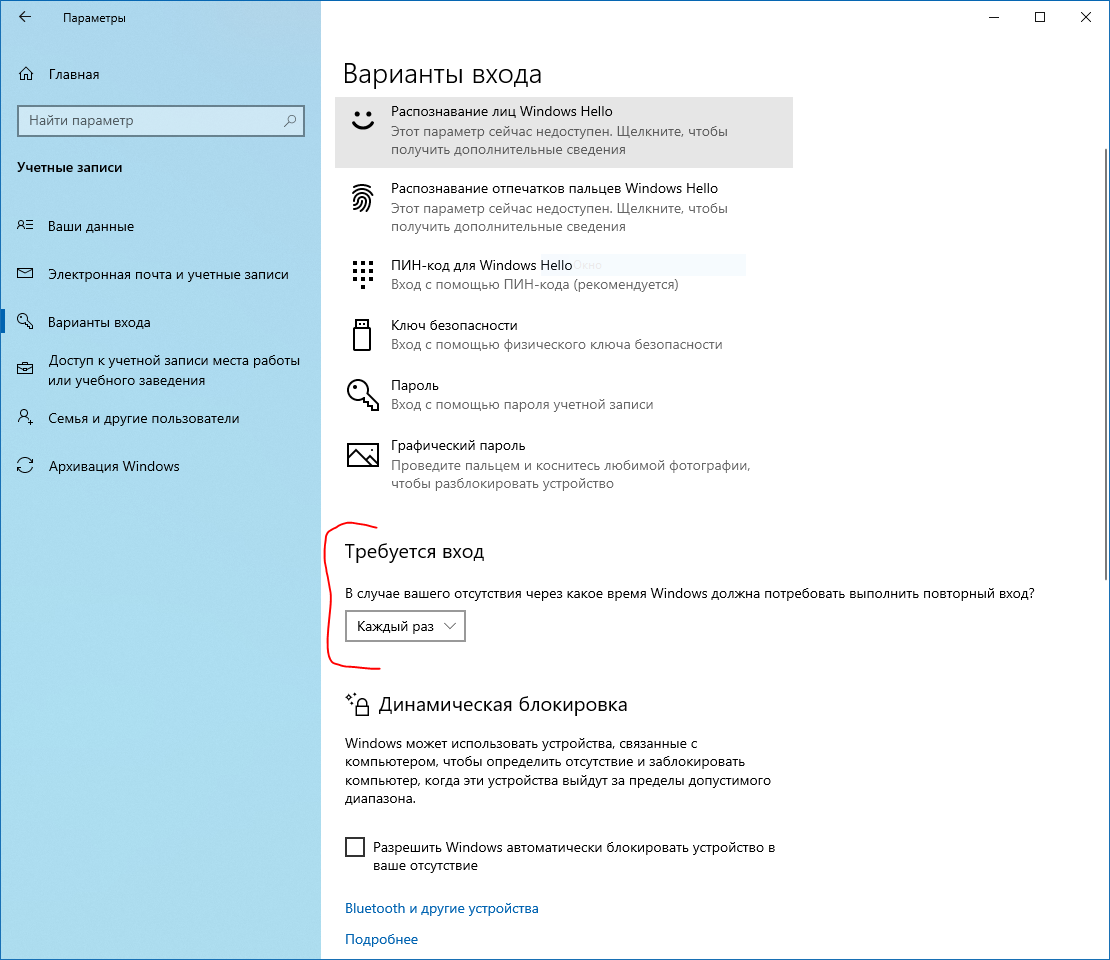 Параметры
Главная
Найти параметр
Учетные записи
Ваши данные
Электронная почта и учетные записи
Варианты входа
Доступ к учетной записи места работы
или учебного заведения
Семья и другие пользователи
Архивация Windows
Варианты входа
Распознавание лиц Windows Hello
Этот параметр сейчас недоступен. Щелкните, чтобы
получить дополнительные сведения
Распознавание отпечатков пальцев Windows Hello
Этот параметр сейчас недоступен. Щелкните, чтобы
получить дополнительные сведения
ПИН-код для Windows Hello
Окно
Вход с помощью ПИН-кода (рекомендуется)
Ключ безопасности
Вход с помощью физического ключа безопасности
Пароль
Вход с помощью пароля учетной записи
Графический пароль
Проведите пальцем и коснитесь любимой фотографии,
чтобы разблокировать устройство
Требуется вход
В случае вашего отсутствия через какое время Windows должна потребовать выполнить повторный вход?
Каждый раз
Динамическая блокировка
Windows может использовать устройства, связанные с
компьютером, чтобы определить отсутствие и заблокировать
компьютер, когда эти устройства выйдут за пределы допустимого
диапазона.
Разрешить Windows автоматически блокировать устройство в
ваше отсутствие
Bluetooth и другие устройства
Подробнее